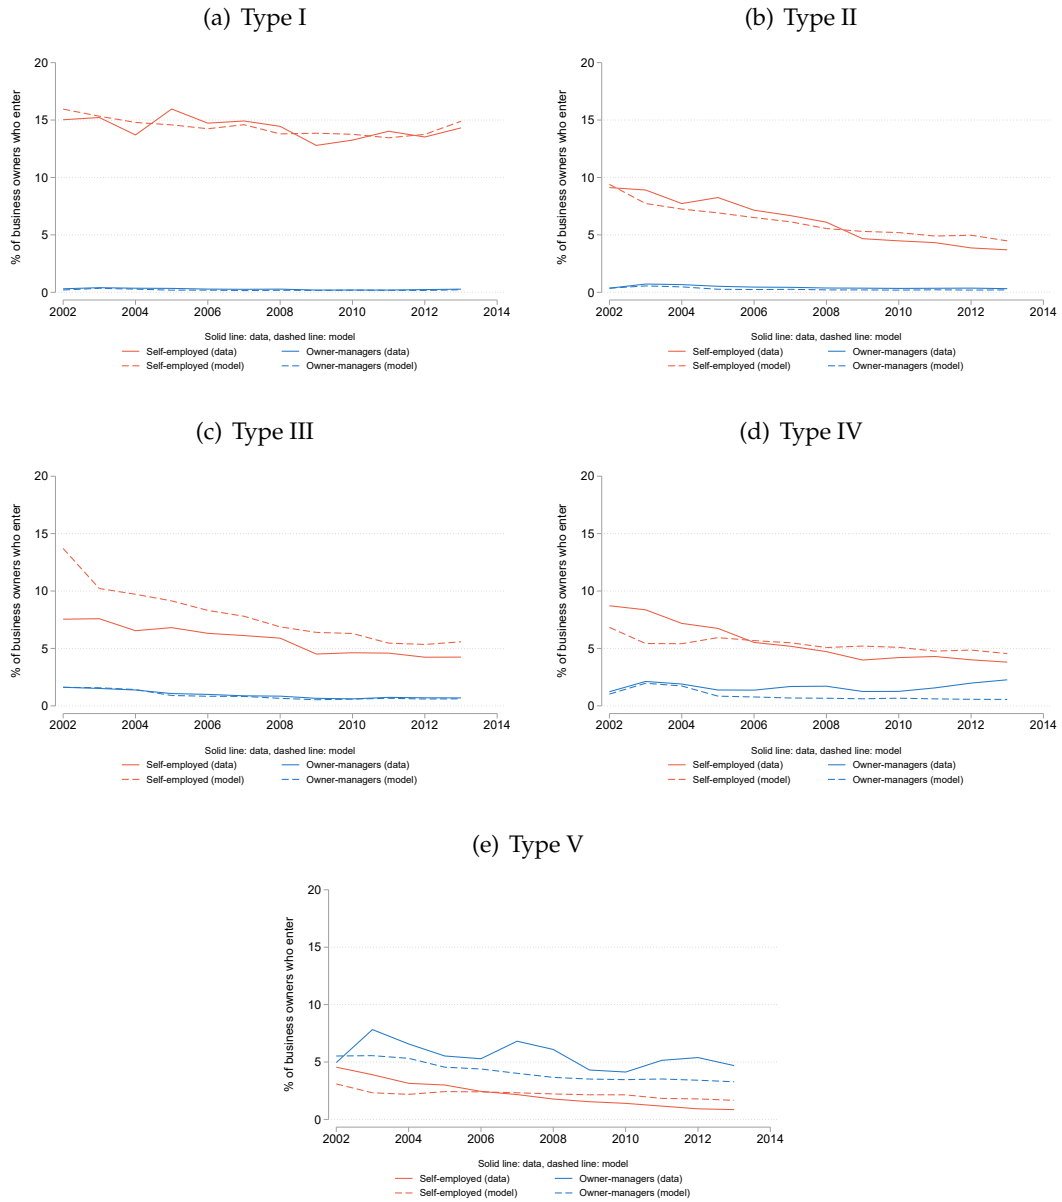 (a) Type I
% of business owners who enter
20
15
10
5
0
2002 2004 2006 2008 2010 2012 2014
Solid line: data, dashed line: model
Self-employed (data) Owner-managers (data)
Self-employed (model) Owner-managers (model)
(b) Type II
% of business owners who enter
20
15
10
5
0
2002 2004 2006 2008 2010 2012 2014
Solid line: data, dashed line: model
Self-employed (data) Owner-managers (data)
Self-employed (model) Owner-managers (model)
(c) Type III
% of business owners who enter
20
15
10
5
0
2002 2004 2006 2008 2010 2012 2014
Solid line: data, dashed line: model
Self-employed (data) Owner-managers (data)
Self-employed (model) Owner-managers (model)
(d) Type IV
% of business owners who enter
20
15
10
5
0
2002 2004 2006 2008 2010 2012 2014
Solid line: data, dashed line: model
Self-employed (data) Owner-managers (data)
Self-employed (model) Owner-managers (model)
(e) Type V
% of business owners who enter
20
15
10
5
0
2002 2004 2006 2008 2010 2012 2014
Solid line: data, dashed line: model
Self-employed (data) Owner-managers (data)
Self-employed (model) Owner-managers (model)